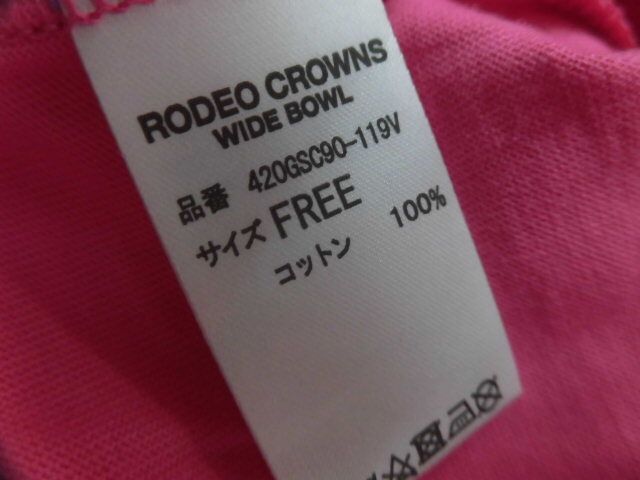 RODEO CROWNS
WIDE BOWL
品番 420GSC90-119V
サイズ FREE
コットン 100%